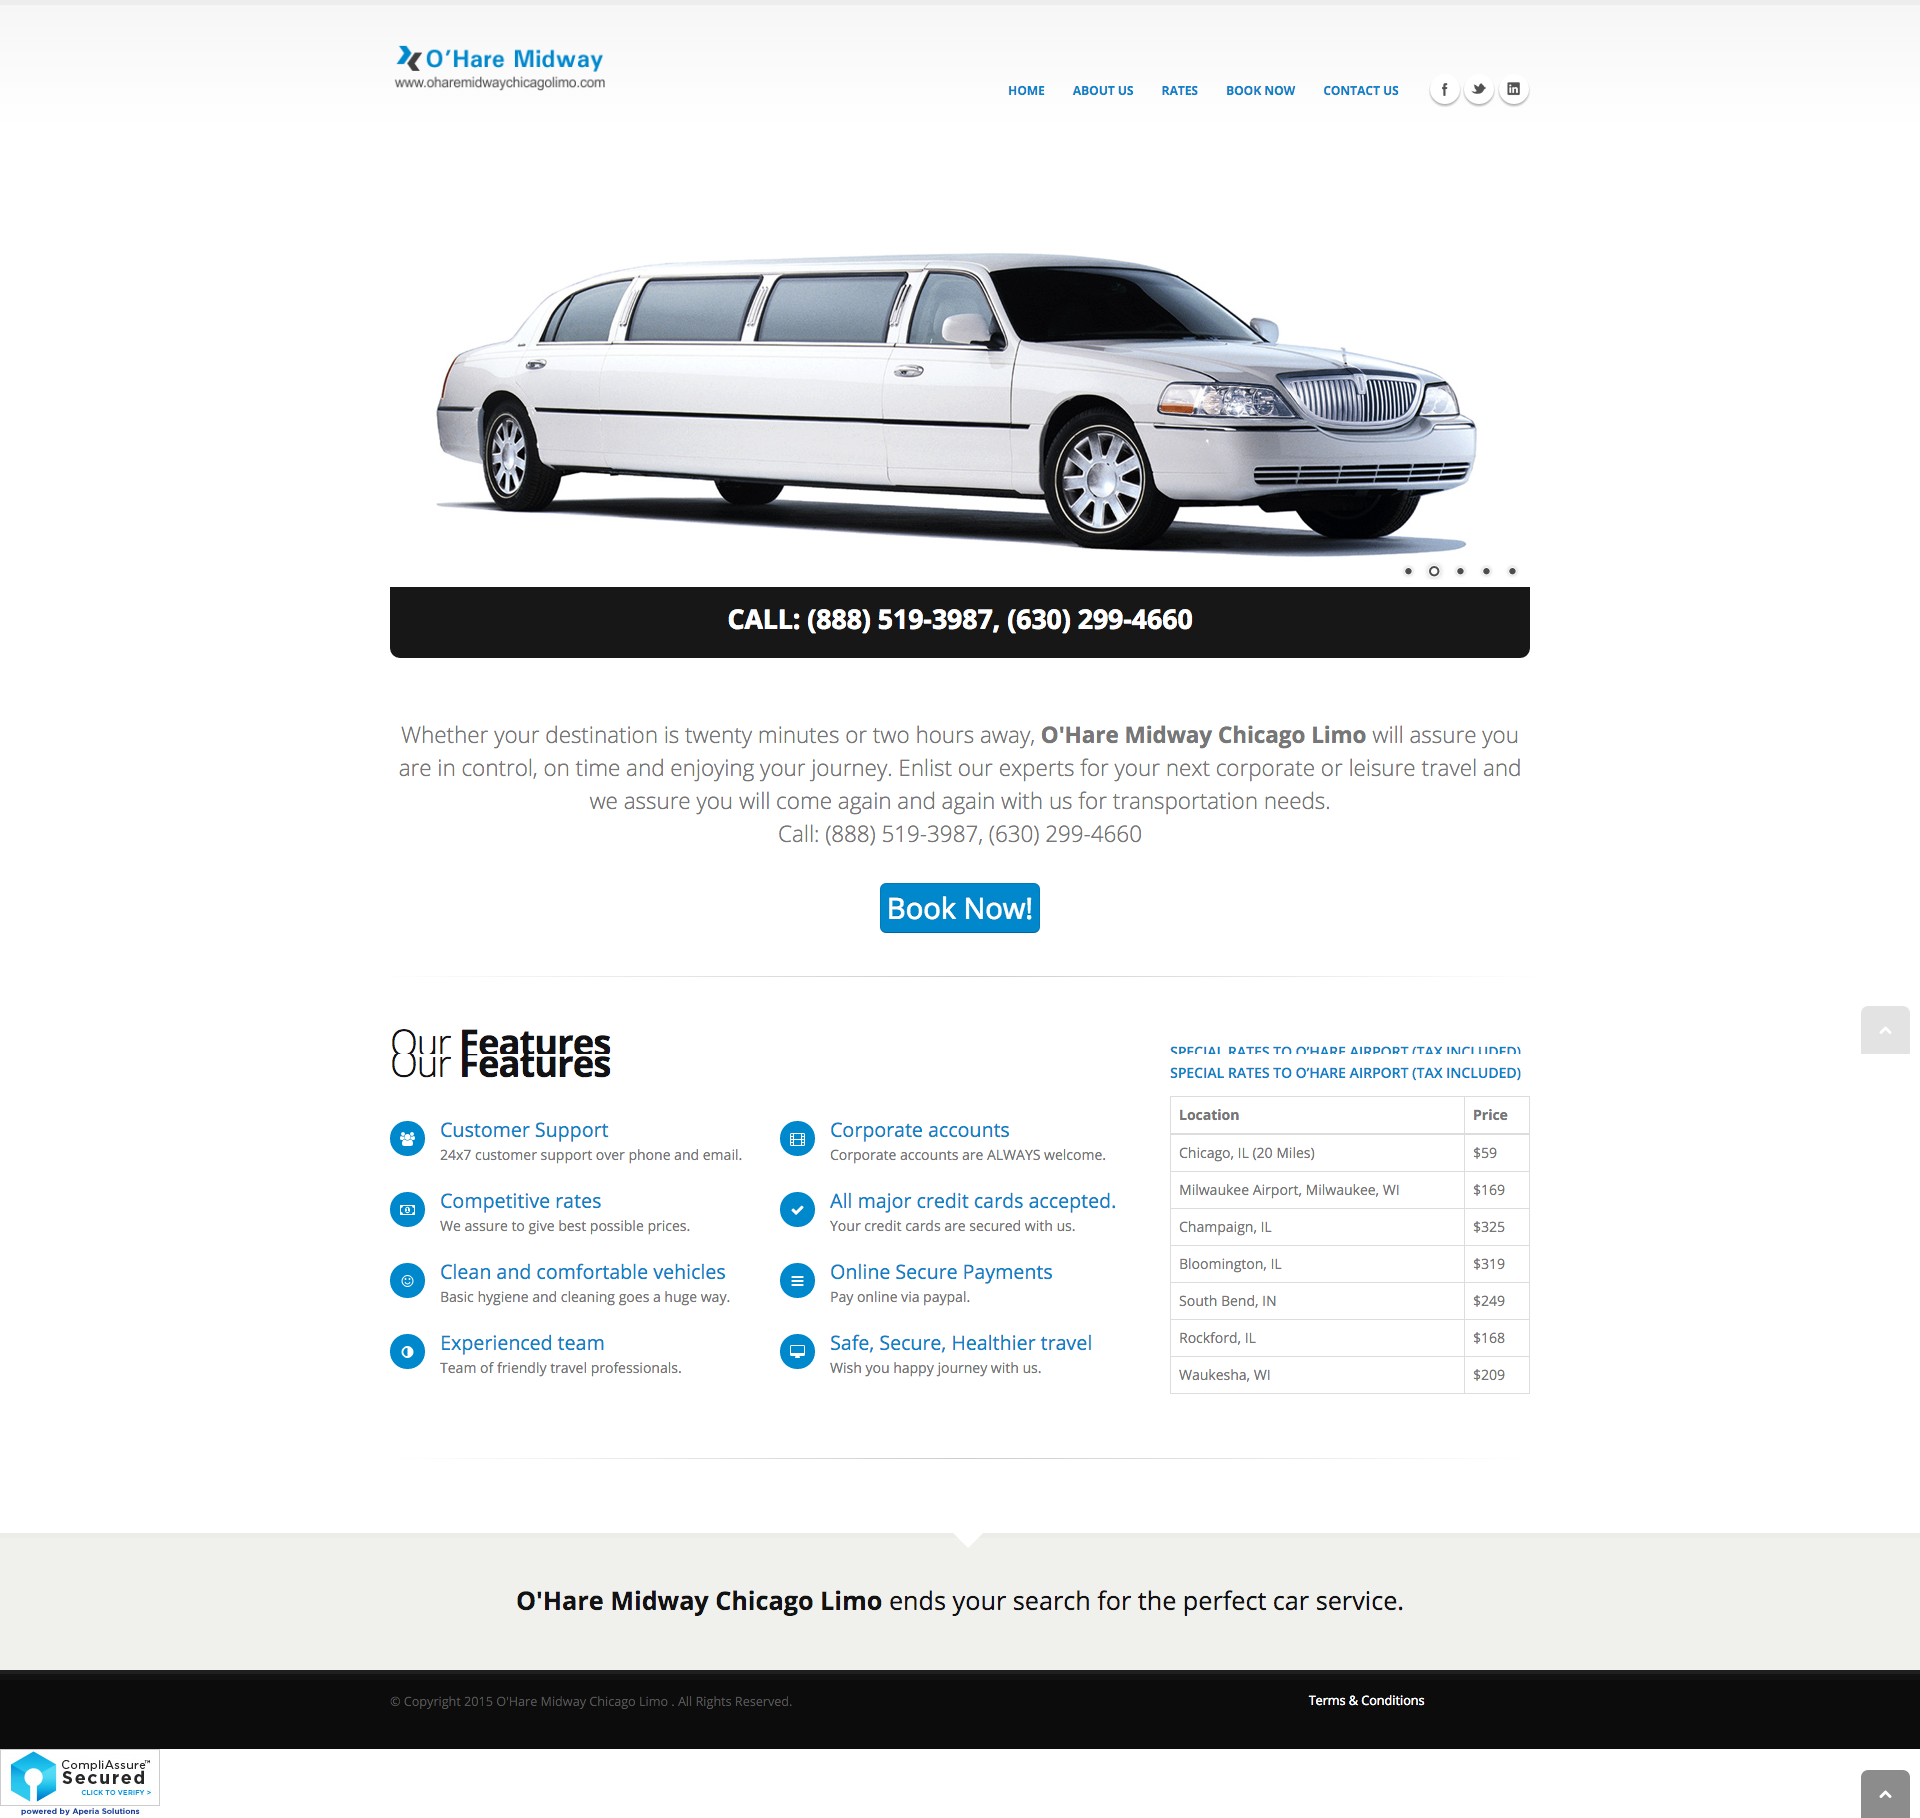 O'Hare Midway
www.oharemidwaychicagolimo.com
HOME ABOUT US RATES BOOK NOW CONTACT US
CALL: (888) 519-3987, (630) 299-4660
Whether your destination is twenty minutes or two hours away, O'Hare Midway Chicago Limo will assure you
are in control, on time and enjoying your journey. Enlist our experts for your next corporate or leisure travel and
we assure you will come again and again with us for transportation needs.
Call: (888) 519-3987, (630) 299-4660
Book Now!
Our Features
Our Features
Customer Support
24x7 customer support over phone and email.
Competitive rates
We assure to give best possible prices.
Clean and comfortable vehicles
Basic hygiene and cleaning goes a huge way.
Experienced team
Team of friendly travel professionals.
Corporate accounts
Corporate accounts are ALWAYS welcome.
All major credit cards accepted.
Your credit cards are secured with us.
Online Secure Payments
Pay online via paypal.
Safe, Secure, Healthier travel
Wish you happy journey with us.
SPECIAL RATES TO O'HARE AIRPORT (TAX INCLUDED)
SPECIAL RATES TO O'HARE AIRPORT (TAX INCLUDED)
Location Price
Chicago, IL (20 Miles) $59
Milwaukee Airport, Milwaukee, WI $169
Champaign, IL $325
Bloomington, IL $319
South Bend, IN $249
Rockford, IL $168
Waukesha, WI $209
O'Hare Midway Chicago Limo ends your search for the perfect car service.
© Copyright 2015 O'Hare Midway Chicago Limo . All Rights Reserved.
Terms & Conditions
CompliAssure™
Secured
CLICK TO VERIFY >
powered by Aperia Solutions